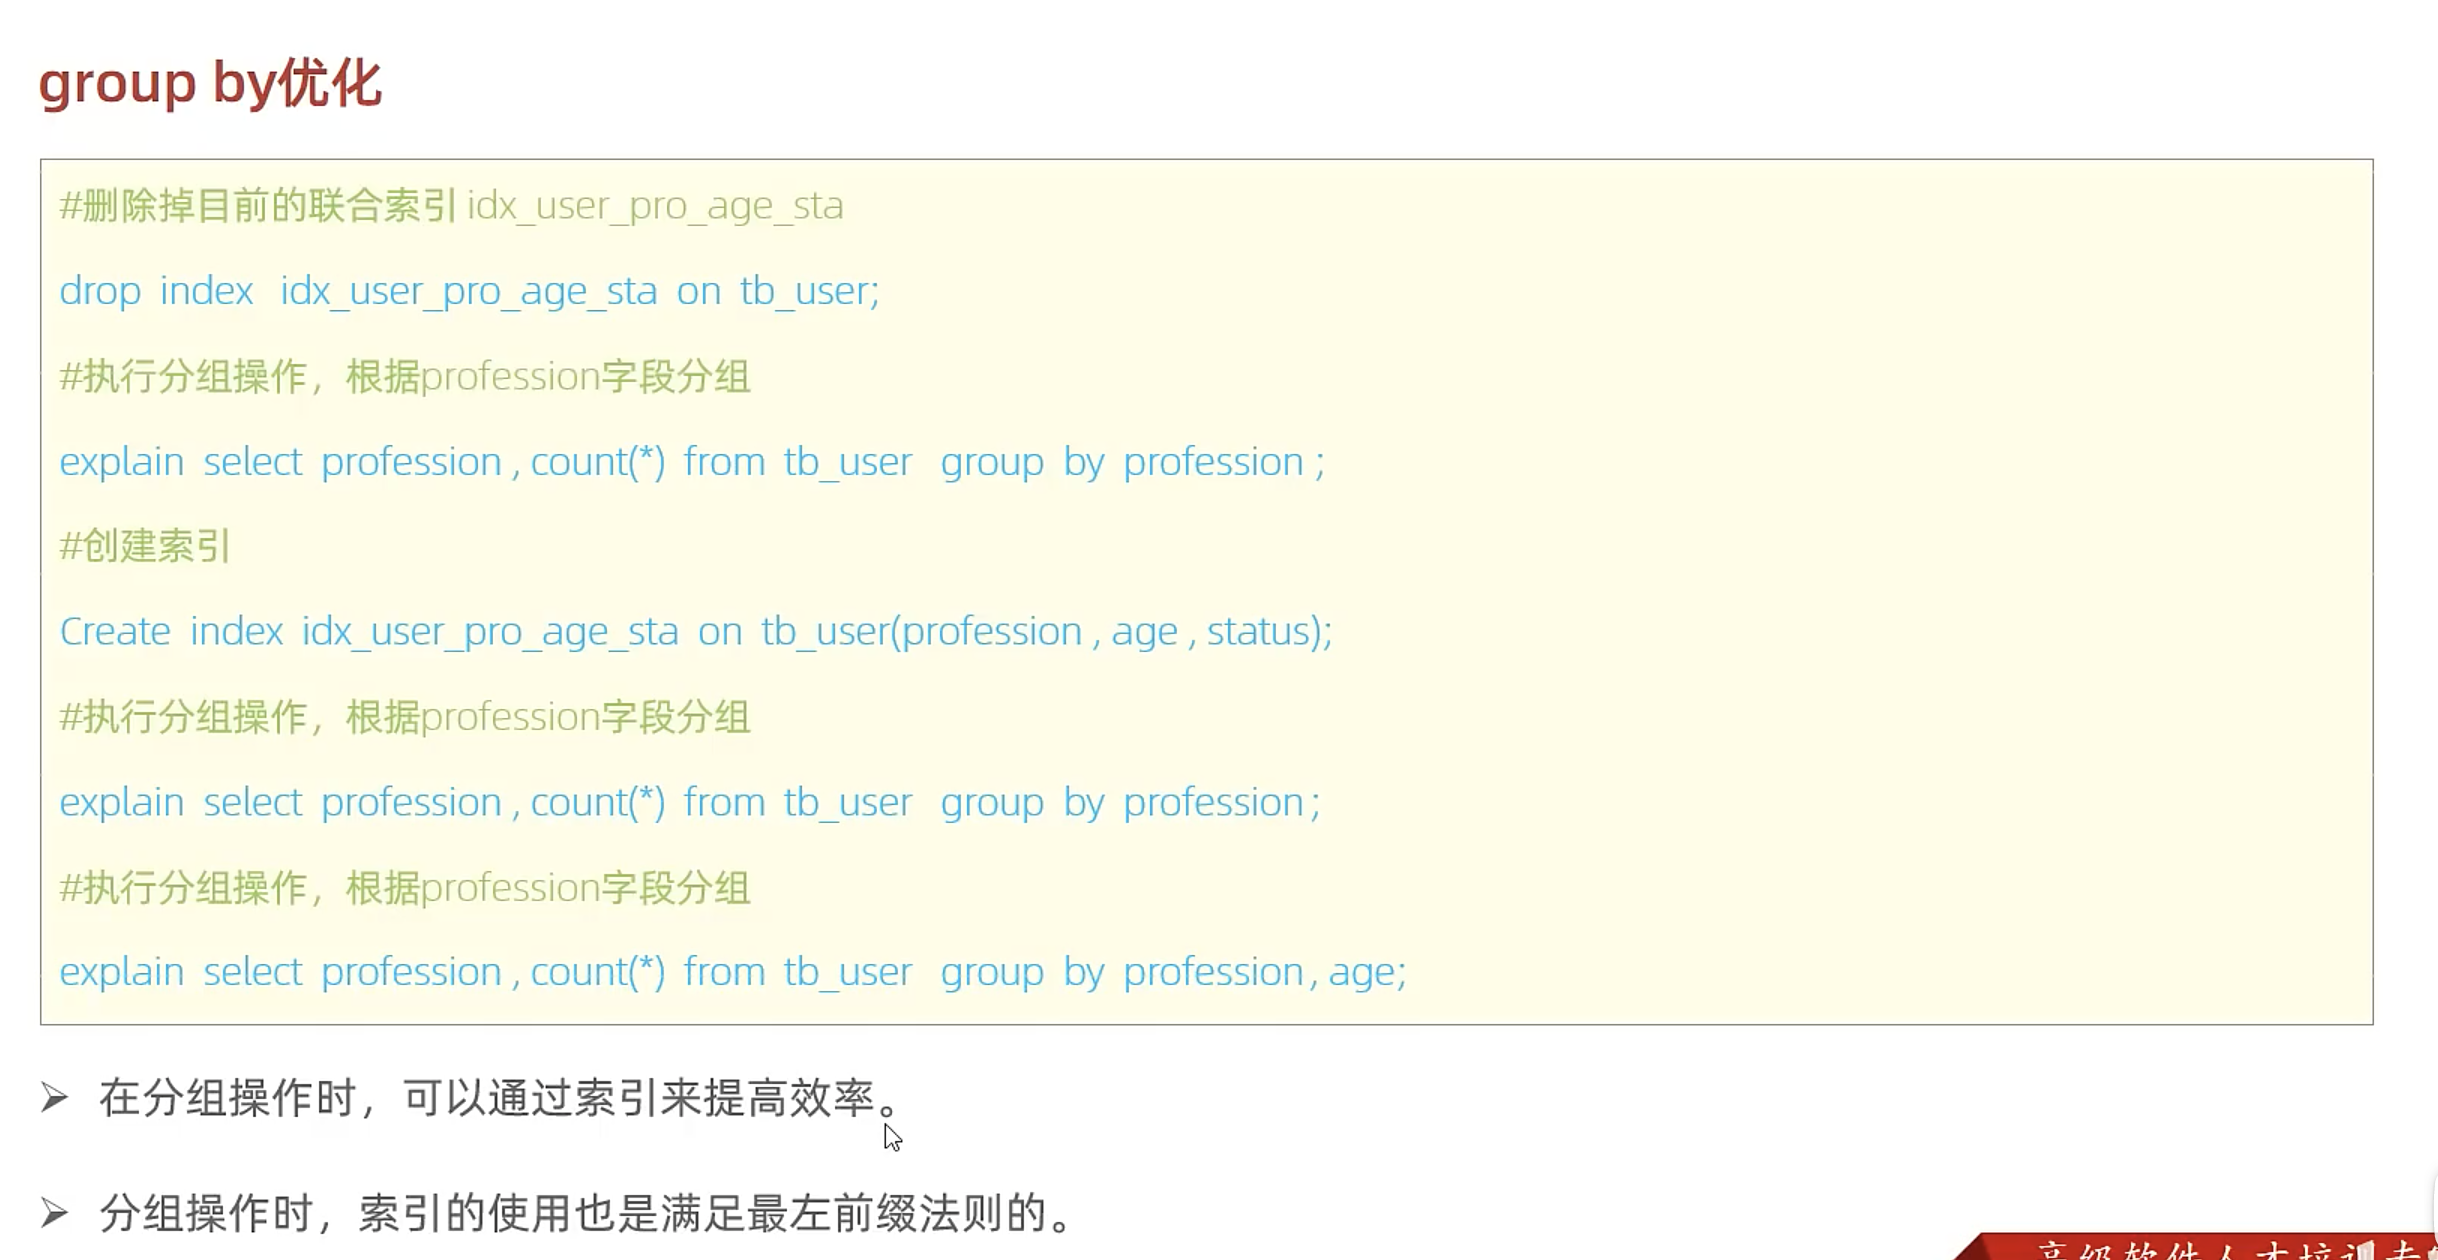 group by优化
#删除掉目前的联合索引 idx_user_pro_age_sta
drop index idx_user_pro_age_sta on tb_user;
#执行分组操作，根据profession字段分组
explain select profession , count(*) from tb_user group by profession ;
#创建索引
Create index idx_user_pro_age_sta on tb_user(profession , age , status);
#执行分组操作，根据profession字段分组
explain select profession , count(*) from tb_user group by profession ;
#执行分组操作，根据profession字段分组
explain select profession , count(*) from tb_user group by profession , age;
➢ 在分组操作时，可以通过索引来提高效率。
➢ 分组操作时，索引的使用也是满足最左前缀法则的。
高级软件人才培训